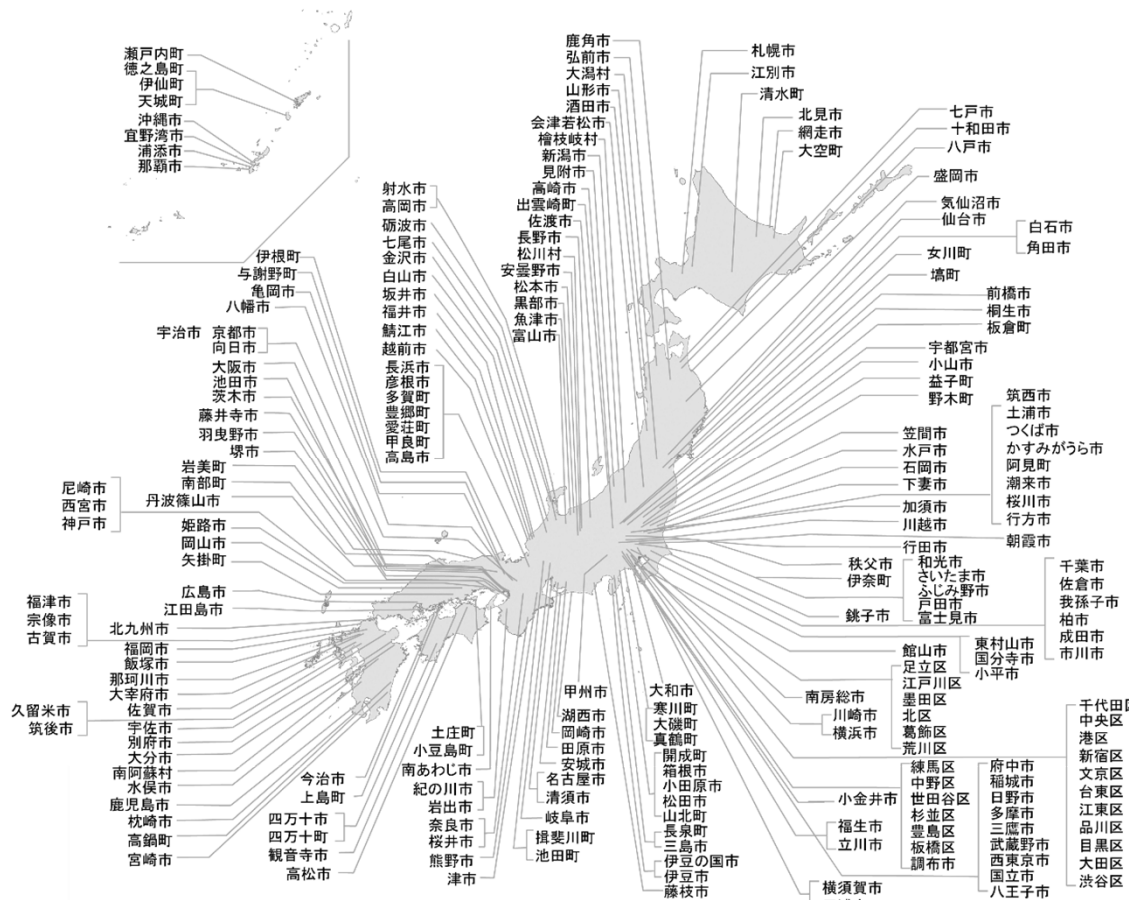 瀬戸内町
徳之島町
伊仙町
天城町
沖縄市
宜野湾市
浦添市
那覇市
鹿角市
弘前市
大潟村
山形市
酒田市
会津若松市
檜枝岐村
新潟市
見附市
高崎市
出雲崎町
佐渡市
長野市
松川村
安曇野市
松本市
黒部市
魚津市
富山市
札幌市
江別市
清水町
北見市
網走市
大空町
七戸市
十和田市
八戸市
盛岡市
気仙沼市
仙台市
白石市
角田市
女川町
塙町
前橋市
桐生市
板倉町
宇都宮市
小山市
益子町
野木町
射水市
高岡市
砺波市
七尾市
金沢市
白山市
坂井市
福井市
鯖江市
越前市
長浜市
彦根市
多賀町
豊郷町
愛荘町
甲良町
高島市
伊根町
与謝野町
亀岡市
八幡市
宇治市 京都市
向日市
大阪市
池田市
茨木市
藤井寺市
羽曳野市
堺市
岩美町
南部町
丹波篠山市
尼崎市
西宮市
神戸市
姫路市
岡山市
矢掛町
広島市
江田島市
福津市
宗像市
古賀市
北九州市
福岡市
飯塚市
那珂川市
大宰府市
佐賀市
久留米市
筑後市
宇佐市
別府市
大分市
南阿蘇村
水俣市
鹿児島市
枕崎市
高鍋町
宮崎市
今治市
上島町
四万十市
四万十町
観音寺市
高松市
土庄町
小豆島町
南あわじ市
紀の川市
岩出市
奈良市
桜井市
熊野市
津市
甲州市
湖西市
岡崎市
田原市
安城市
名古屋市
清須市
岐阜市
揖斐川町
池田町
大和市
寒川町
大磯町
真鶴町
開成町
箱根市
小田原市
松田市
山北町
長泉町
三島市
伊豆の国市
伊豆市
藤枝市
笠間市
水戸市
石岡市
下妻市
筑西市
土浦市
つくば市
かすみがうら市
阿見町
潮来市
桜川市
行方市
加須市
川越市
朝霞市
行田市
秩父市
伊奈町
和光市
さいたま市
ふじみ野市
戸田市
富士見市
銚子市
千葉市
佐倉市
我孫子市
柏市
成田市
市川市
東村山市
国分寺市
小平市
館山市
南房総市
川崎市
横浜市
足立区
江戸川区
墨田区
北区
葛飾区
荒川区
小金井市
福生市
立川市
練馬区
中野区
世田谷区
杉並区
豊島区
板橋区
調布市
府中市
稲城市
日野市
多摩市
三鷹市
武蔵野市
西東京市
国立市
八王子市
千代田区
中央区
港区
新宿区
文京区
台東区
江東区
品川区
目黒区
大田区
渋谷区
横須賀市